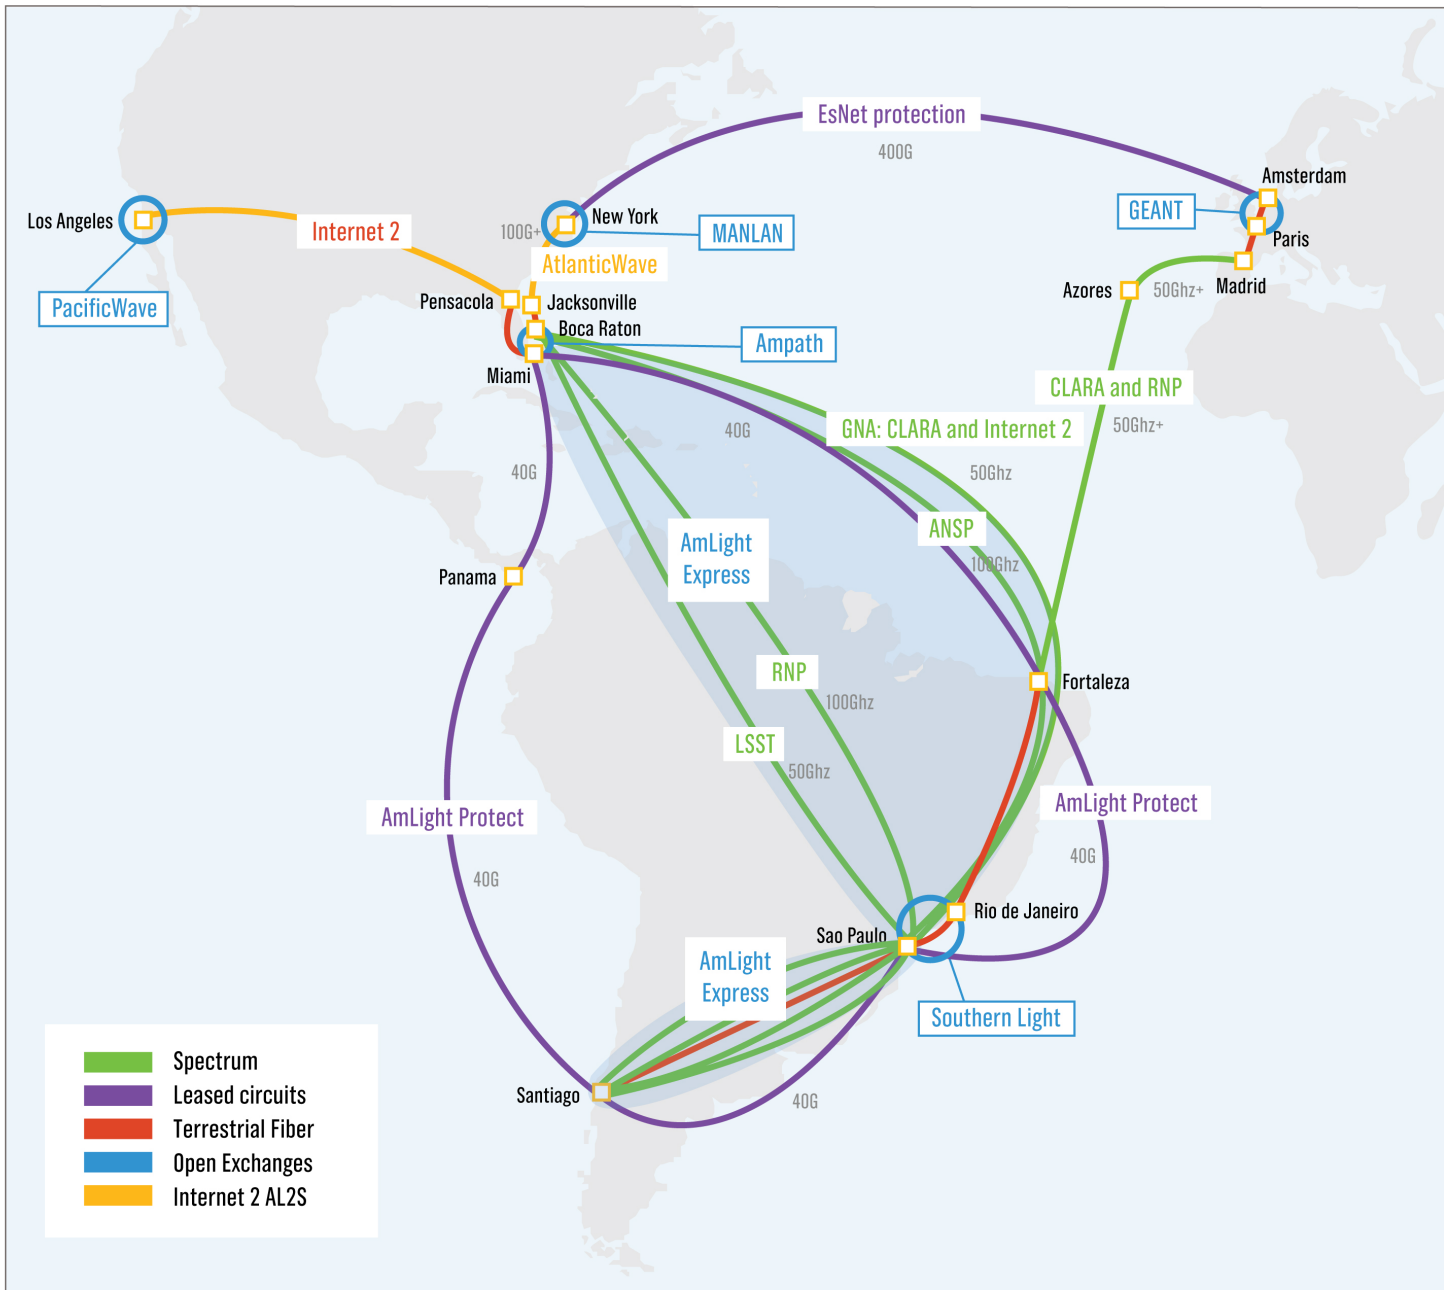 EsNet protection
400G
Amsterdam
GEANT
Los Angeles
New York
100G+
MANLAN
Paris
Internet 2
AtlanticWave
Madrid
Azores
50Ghz+
PacificWave
Pensacola
Jacksonville
Boca Raton
Ampath
Miami
CLARA and RNP
50Ghz+
40G
GNA: CLARA and Internet 2
40G
50Ghz
ANSP
100Ghz
AmLight
Express
Panama
RNP
Fortaleza
100Ghz
LSST
50Ghz
AmLight Protect
AmLight Protect
40G
40G
Rio de Janeiro
Sao Paulo
AmLight
Express
Southern Light
Santiago
40G
Spectrum
Leased circuits
Terrestrial Fiber
Open Exchanges
Internet 2 AL2S